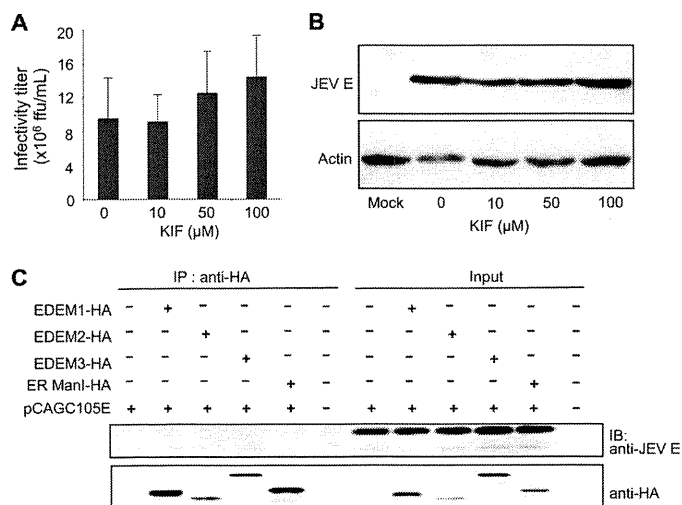 A
Infectivity titer
(x10⁶ ffu/mL)
20
16
12
8
4
0
0 10 50 100
KIF (µM)
B
JEV E
Actin
Mock 0 10 50 100
KIF (µM)
C
IP : anti-HA Input
EDEM1-HA - + - - - - - + - - - -
EDEM2-HA - - + - - - - - + - - -
EDEM3-HA - - - + - - - - - + - -
ER ManI-HA - - - - + - - - - - + -
pCAGC105E + + + + + - + + + + + -
IB:
anti-JEV E
anti-HA